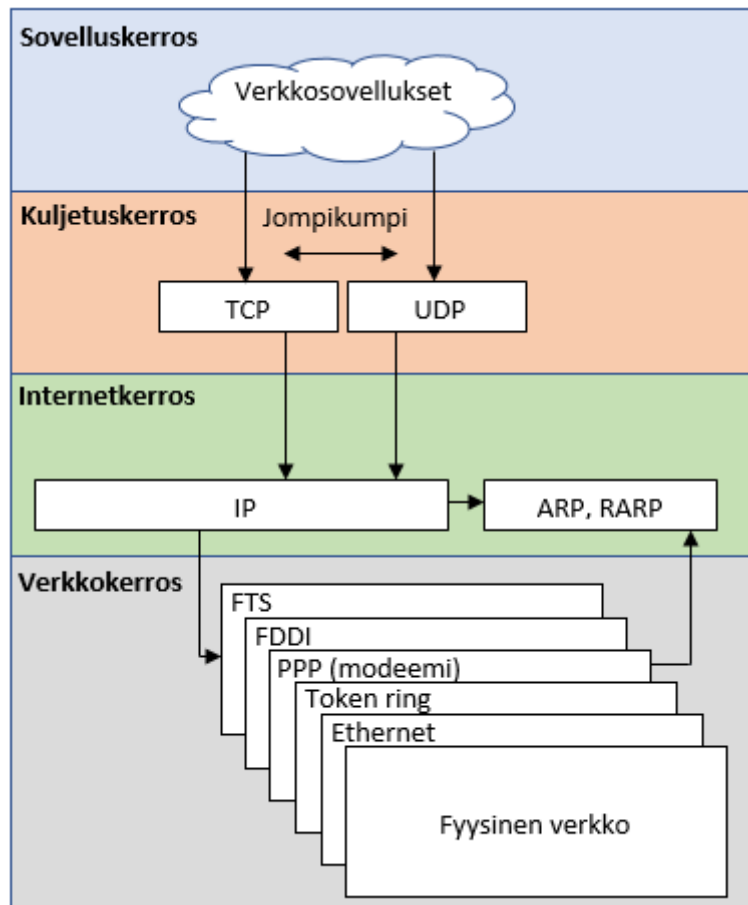 Sovelluskerros
Verkkosovellukset
Kuljetuskerros
Jompikumpi
TCP
UDP
Internetkerros
IP
ARP, RARP
Verkkokerros
FTS
FDDI
PPP (modeemi)
Token ring
Ethernet
Fyysinen verkko